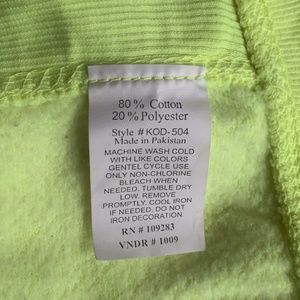 80% Cotton
20% Polyester
Style # KOD-504
Made in Pakistan
MACHINE WASH COLD
WITH LIKE COLORS
GENTEL CYCLE USE
ONLY NON-CHLORINE
BLEACH WHEN
NEEDED. TUMBLE DRY
LOW. REMOVE
PROMPTLY. COOL IRON
IF NEEDED. DO NOT
IRON DECORATION.
RN # 109283
VNDR # 1009